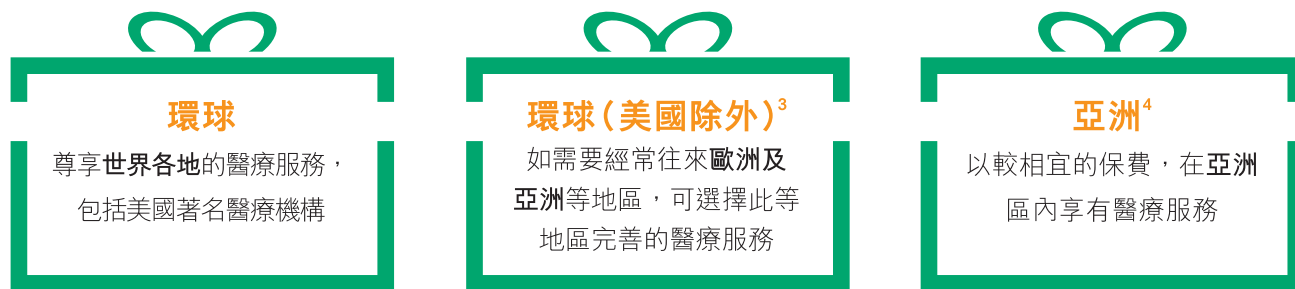 環球
尊享世界各地的醫療服務，
包括美國著名醫療機構
環球(美國除外)³
如需要經常往來歐洲及
亞洲等地區，可選擇此等
地區完善的醫療服務
亞洲⁴
以較相宜的保費，在亞洲
區內享有醫療服務